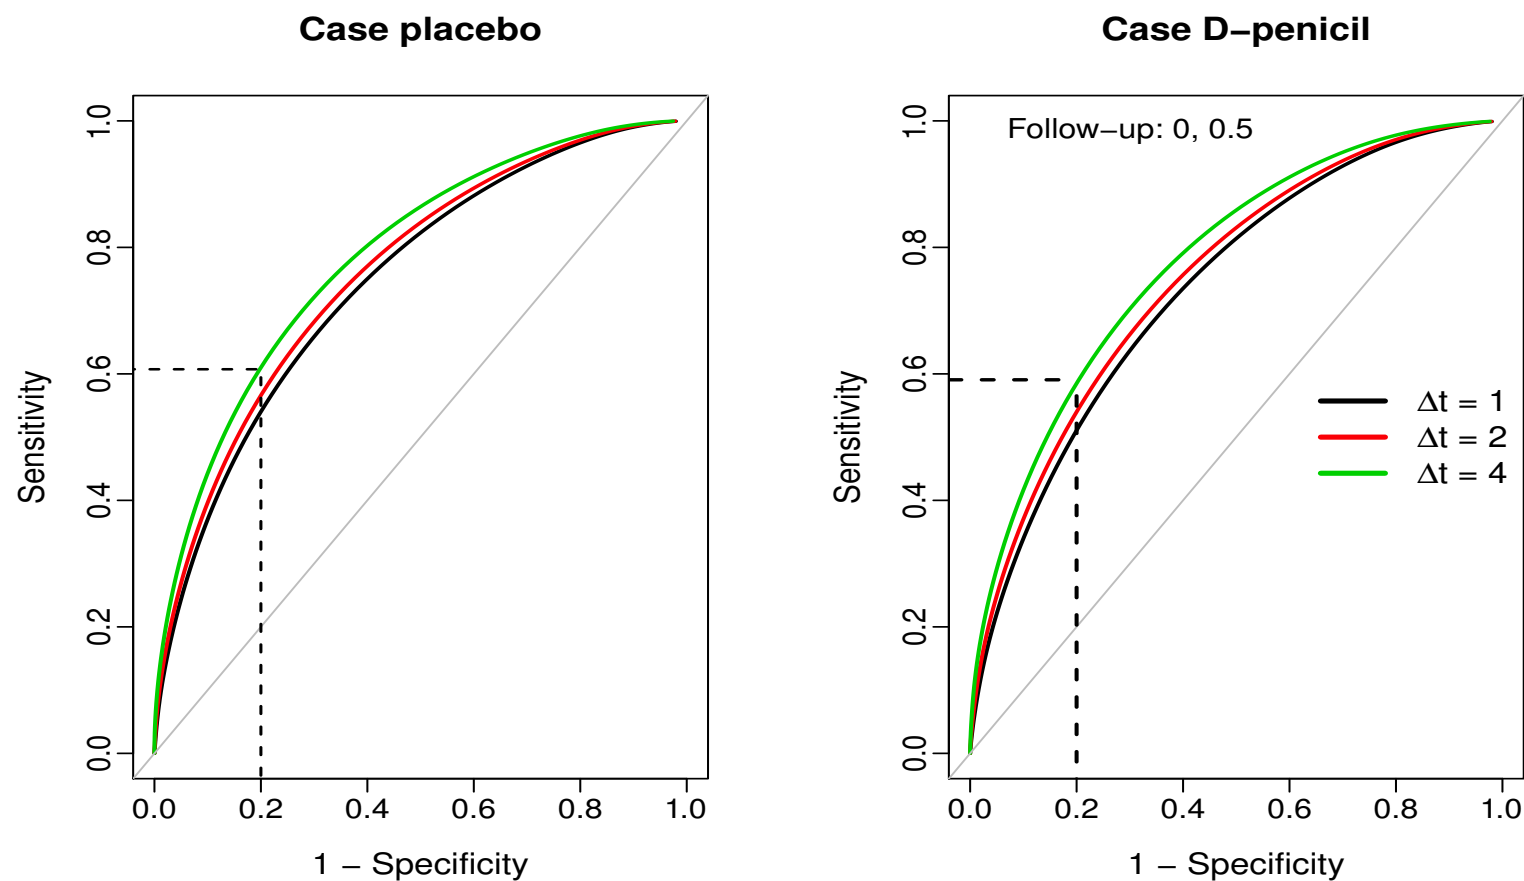 Case placebo
Sensitivity
1.0
0.8
0.6
0.4
0.2
0.0
0.0 0.2 0.4 0.6 0.8 1.0
1 − Specificity
Case D−penicil
Follow−up: 0, 0.5
Sensitivity
1.0
0.8
0.6
0.4
0.2
0.0
Δt = 1
Δt = 2
Δt = 4
0.0 0.2 0.4 0.6 0.8 1.0
1 − Specificity